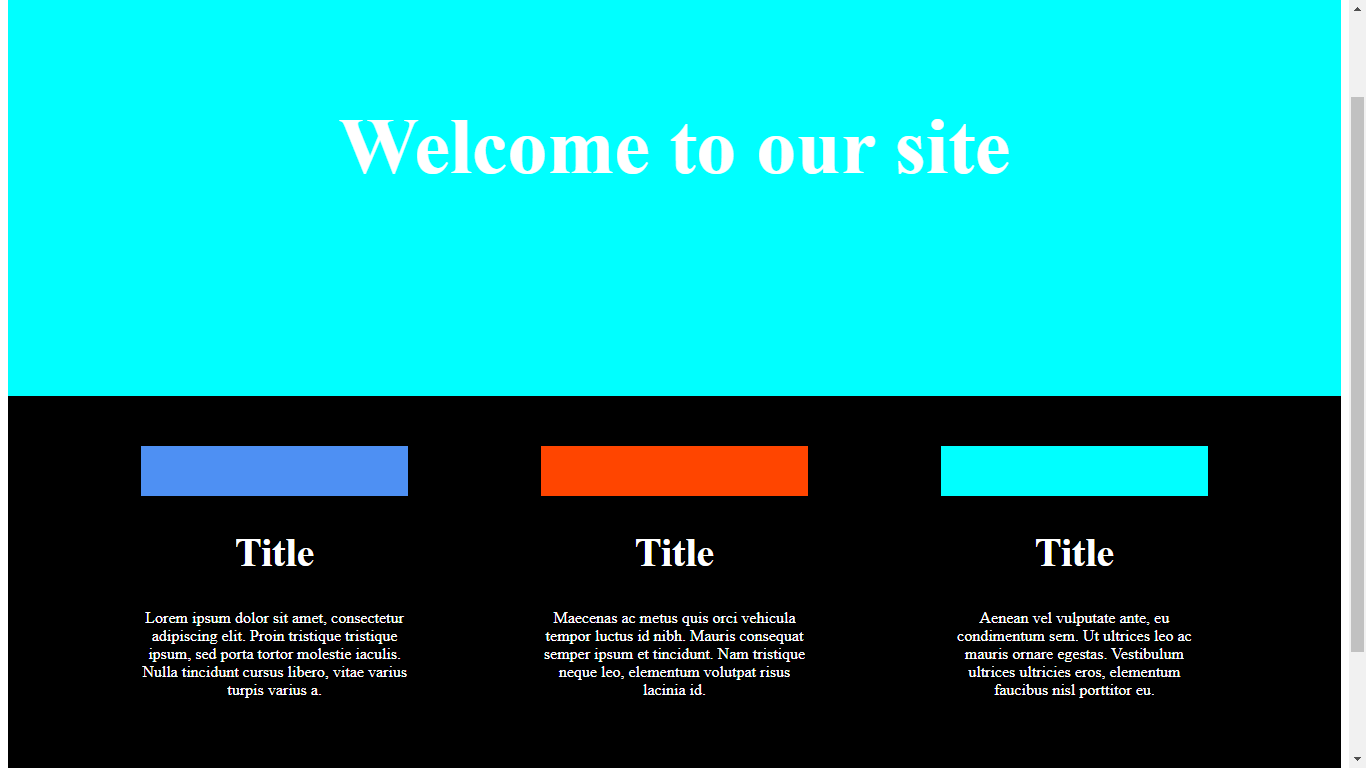 Welcome to our site
Title
Lorem ipsum dolor sit amet, consectetur
adipiscing elit. Proin tristique tristique
ipsum, sed porta tortor molestie iaculis.
Nulla tincidunt cursus libero, vitae varius
turpis varius a.
Title
Maecenas ac metus quis orci vehicula
tempor luctus id nibh. Mauris consequat
semper ipsum et tincidunt. Nam tristique
neque leo, elementum volutpat risus
lacinia id.
Title
Aenean vel vulputate ante, eu
condimentum sem. Ut ultrices leo ac
mauris ornare egestas. Vestibulum
ultrices ultricies eros, elementum
faucibus nisl porttitor eu.